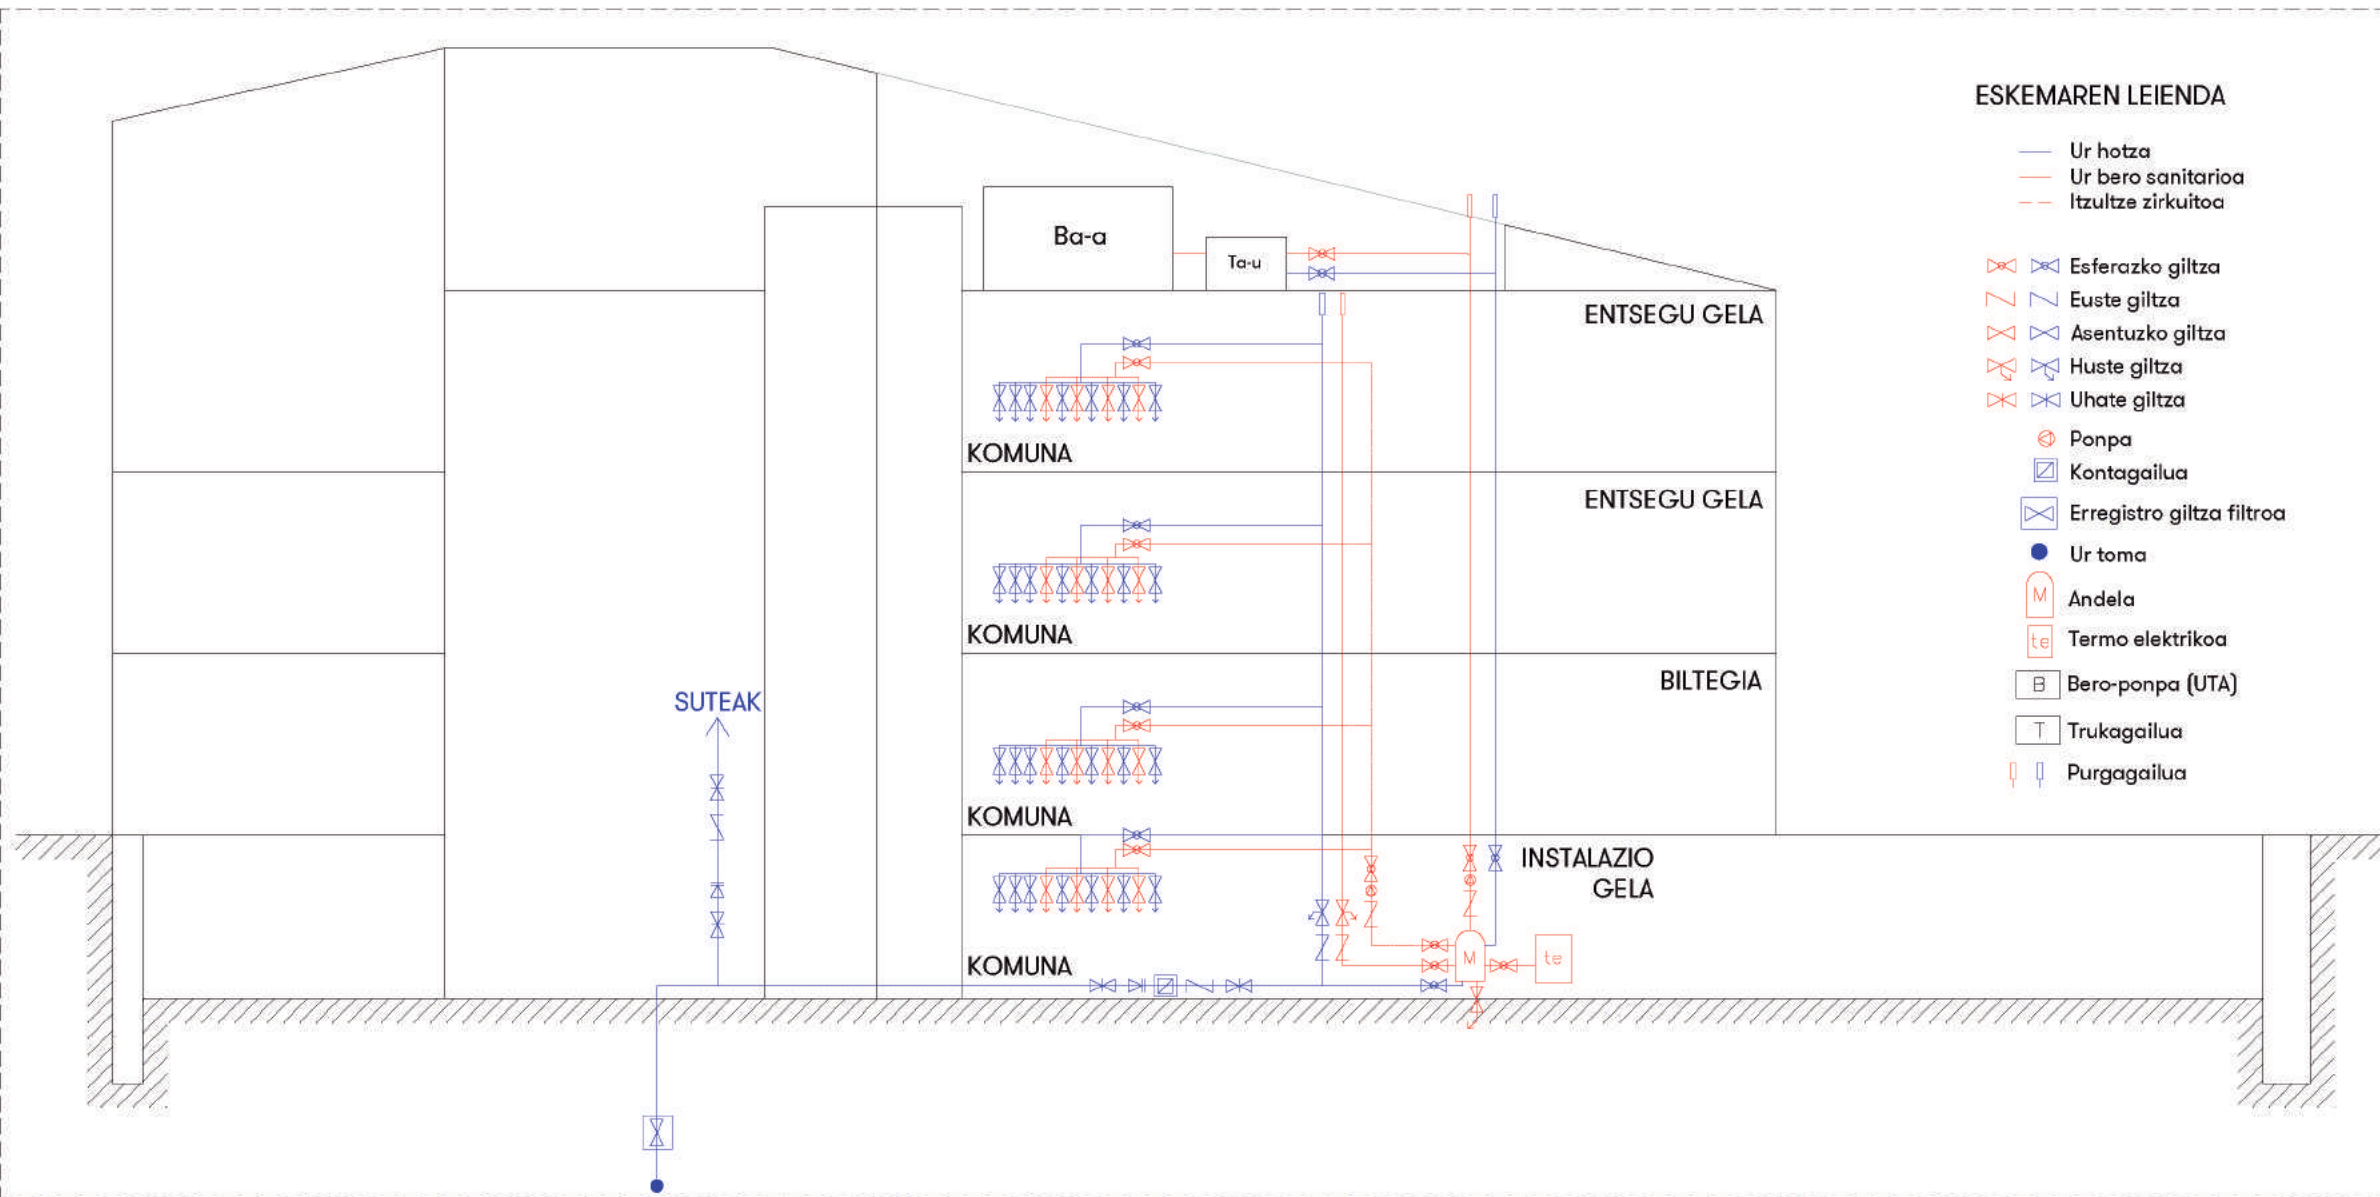 ESKEMAREN LEIENDA
Ur hotza
Ur bero sanitarioa
Itzultze zirkuitoa
Esferazko giltza
Euste giltza
Asentuzko giltza
Huste giltza
Uhate giltza
Ponpa
Kontagailua
Erregistro giltza filtroa
Ur toma
M
Andela
te
Termo elektrikoa
B
Bero-ponpa (UTA)
T
Trukagailua
Purgagailua
Ba-a
Ta-u
ENTSEGU GELA
KOMUNA
ENTSEGU GELA
KOMUNA
BILTEGIA
SUTEAK
KOMUNA
INSTALAZIO
GELA
KOMUNA
M
te